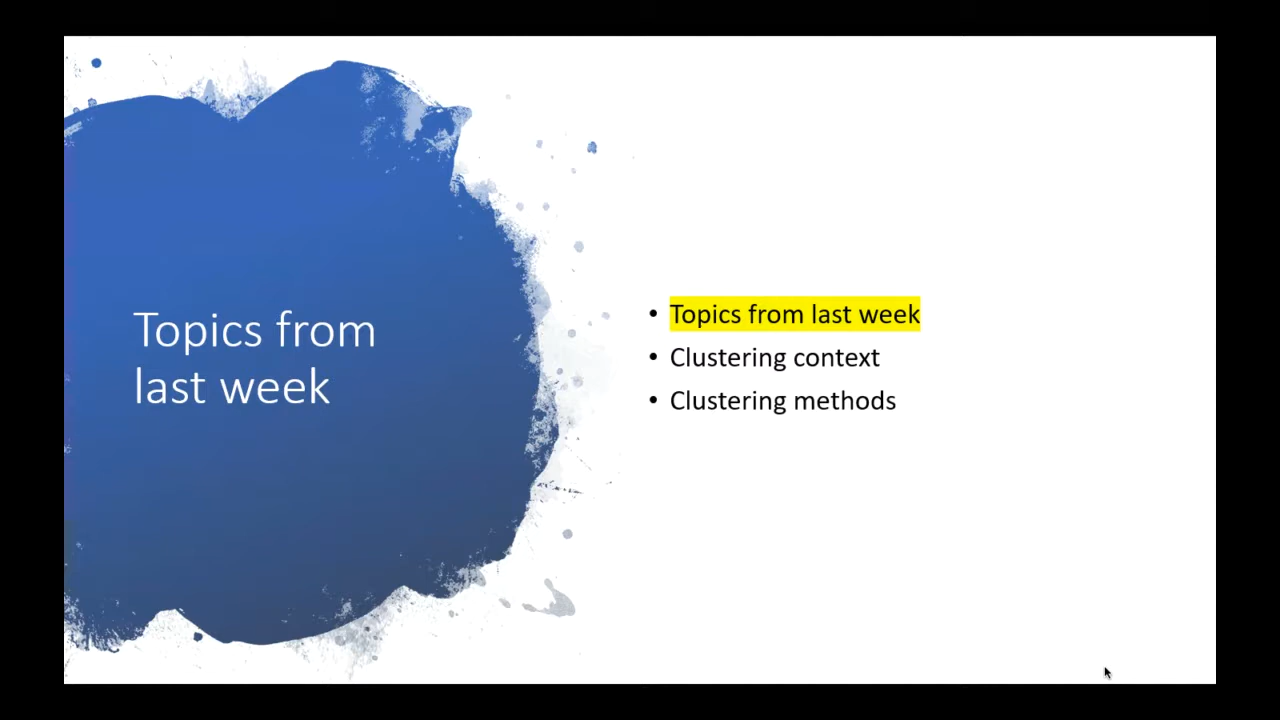 Topics from
last week
• Topics from last week
• Clustering context
• Clustering methods